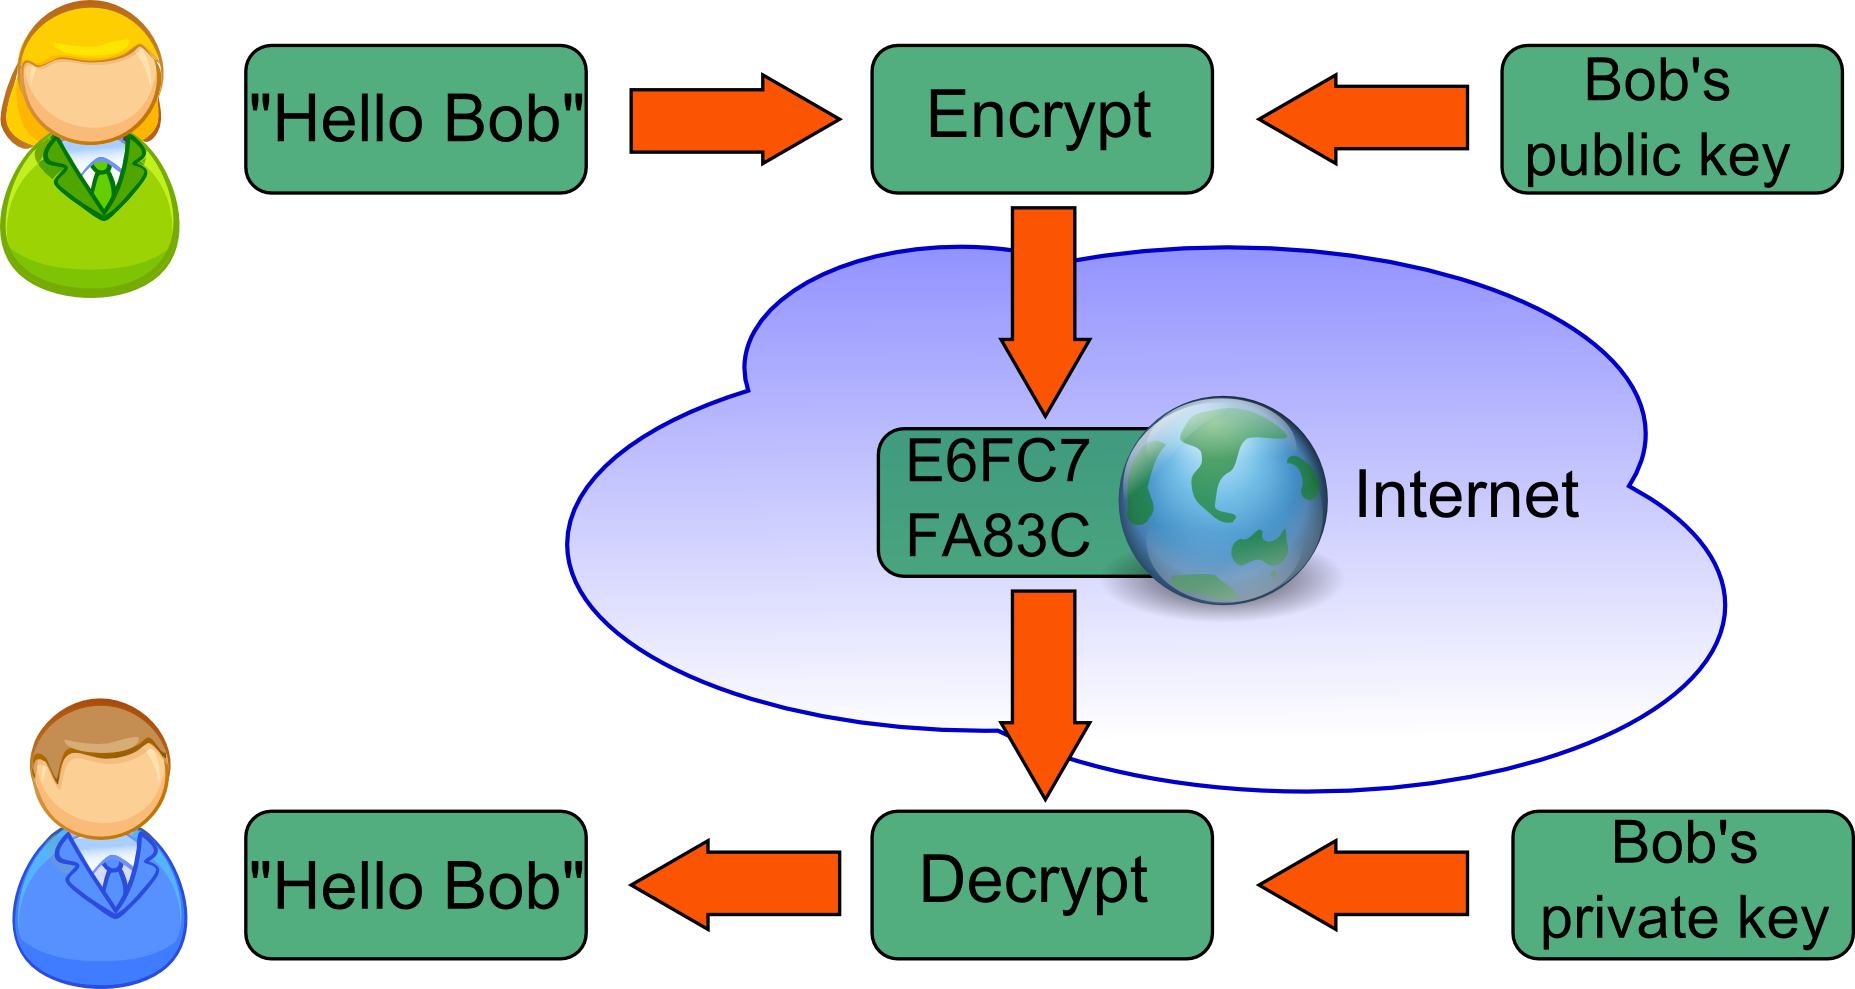 "Hello Bob"
Encrypt
Bob's
public key
E6FC7
FA83C
Internet
"Hello Bob"
Decrypt
Bob's
private key